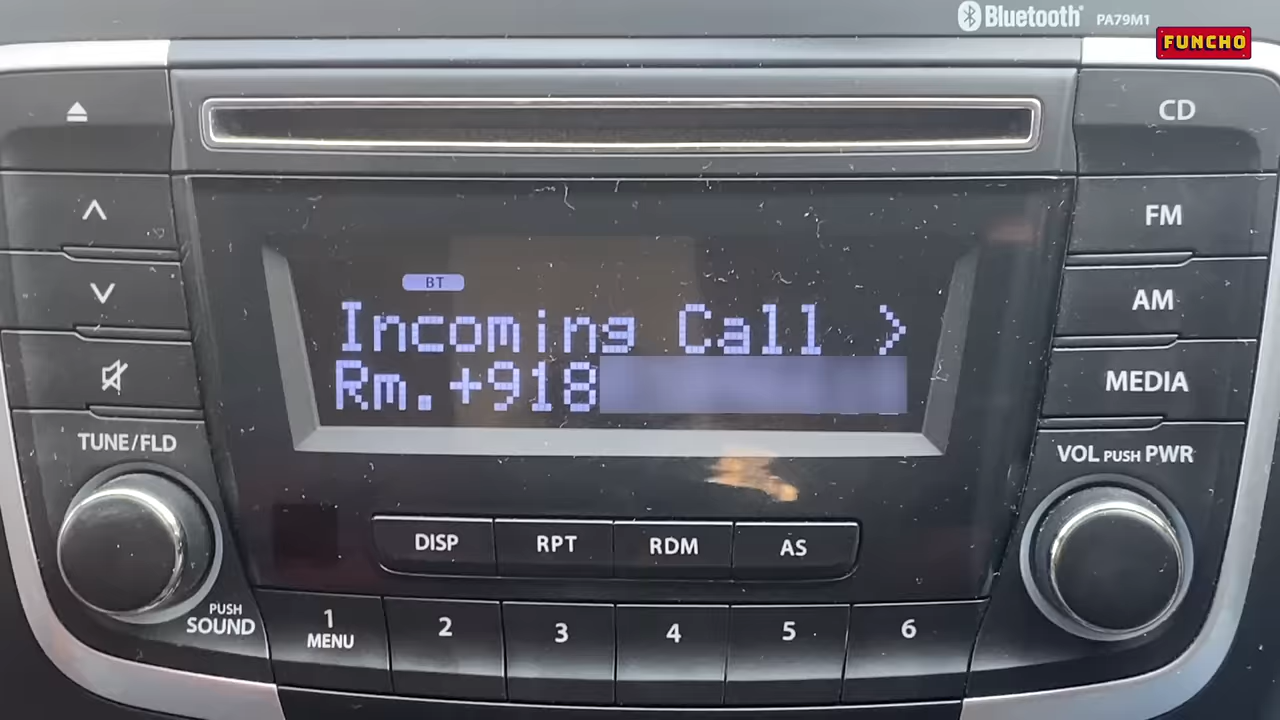 Bluetooth® PA79M1
FUNCHO
CD
FM
AM
MEDIA
BT
Incoming Call >
Rm.+918
TUNE/FLD
VOL PUSH PWR
DISP RPT RDM AS
PUSH
SOUND
1 2 3 4 5 6
MENU